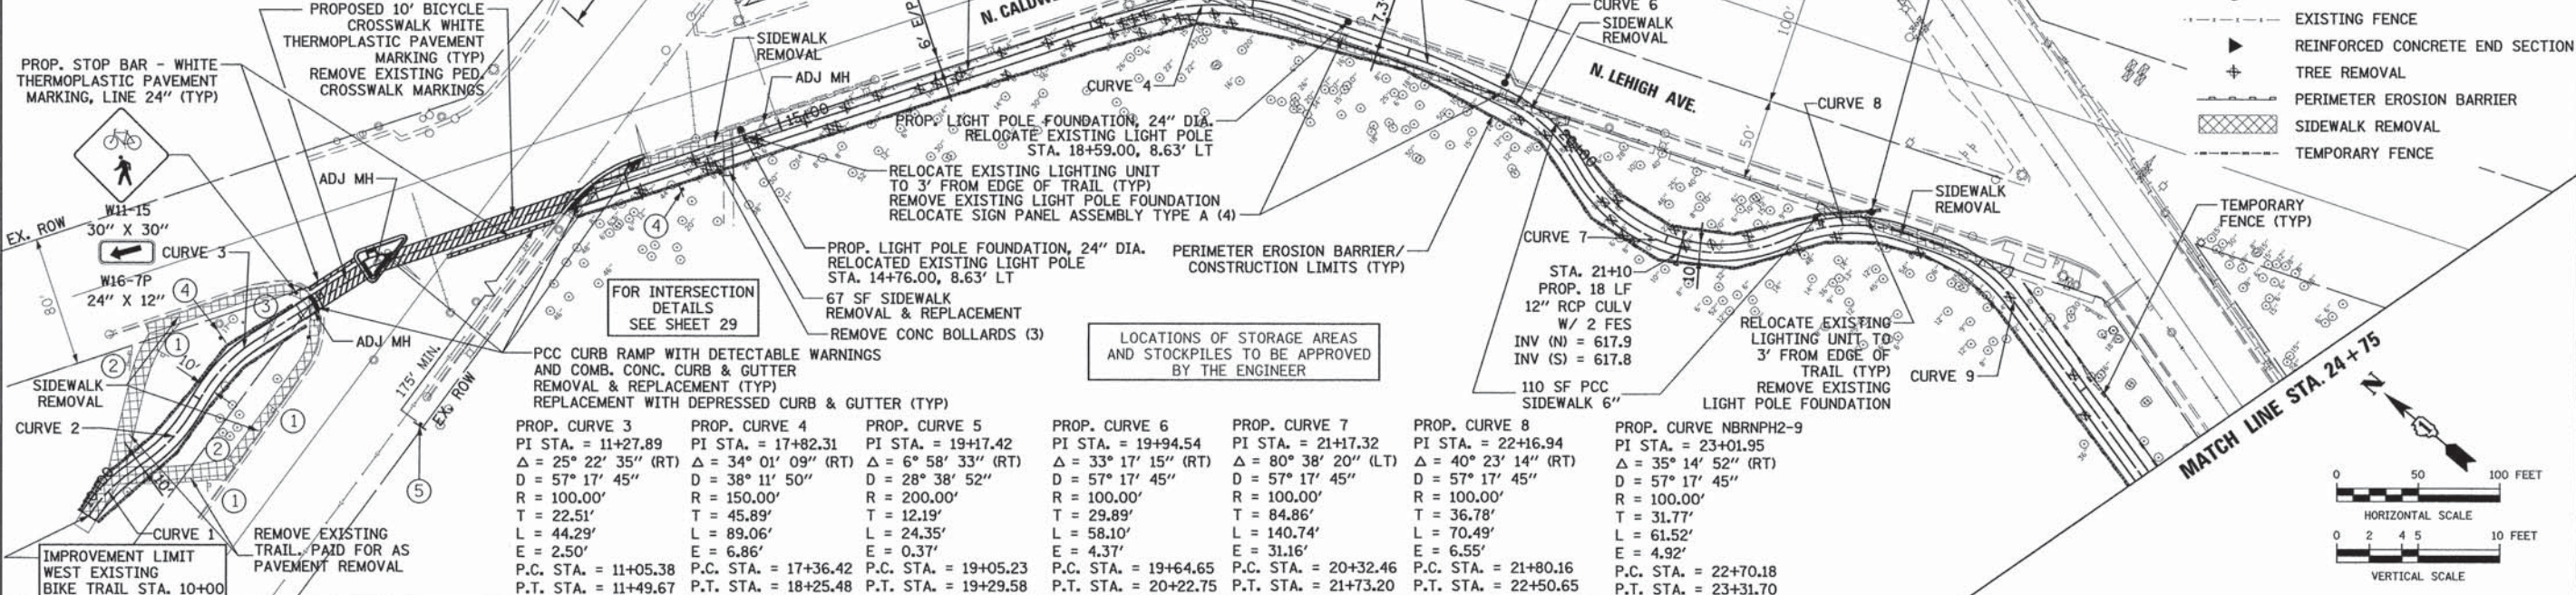 PROPOSED 10' BICYCLE
CROSSWALK WHITE
THERMOPLASTIC PAVEMENT
MARKING (TYP)
REMOVE EXISTING PED.
CROSSWALK MARKINGS
PROP. STOP BAR - WHITE
THERMOPLASTIC PAVEMENT
MARKING, LINE 24" (TYP)
W11-15
30" X 30"
W16-7P
24" X 12"
EX. ROW
80'
ADJ MH
CURVE 3
4
3
1
2
10'
ADJ MH
SIDEWALK
REMOVAL
CURVE 2
1
2
1
CURVE 1
IMPROVEMENT LIMIT
WEST EXISTING
BIKE TRAIL STA. 10+00
REMOVE EXISTING
TRAIL. PAID FOR AS
PAVEMENT REMOVAL
175' MIN.
EX. ROW
5
SIDEWALK
REMOVAL
ADJ MH
15+00
4
PROP. LIGHT POLE FOUNDATION, 24" DIA.
RELOCATE EXISTING LIGHT POLE
STA. 18+59.00, 8.63' LT
RELOCATE EXISTING LIGHTING UNIT
TO 3' FROM EDGE OF TRAIL (TYP)
REMOVE EXISTING LIGHT POLE FOUNDATION
RELOCATE SIGN PANEL ASSEMBLY TYPE A (4)
PROP. LIGHT POLE FOUNDATION, 24" DIA.
RELOCATED EXISTING LIGHT POLE
STA. 14+76.00, 8.63' LT
67 SF SIDEWALK
REMOVAL & REPLACEMENT
REMOVE CONC BOLLARDS (3)
FOR INTERSECTION
DETAILS
SEE SHEET 29
PCC CURB RAMP WITH DETECTABLE WARNINGS
AND COMB. CONC. CURB & GUTTER
REMOVAL & REPLACEMENT (TYP)
REPLACEMENT WITH DEPRESSED CURB & GUTTER (TYP)
CURVE 4
PERIMETER EROSION BARRIER/
CONSTRUCTION LIMITS (TYP)
LOCATIONS OF STORAGE AREAS
AND STOCKPILES TO BE APPROVED
BY THE ENGINEER
CURVE 6
SIDEWALK
REMOVAL
N. LEHIGH AVE.
100'
50'
CURVE 8
CURVE 7
STA. 21+10
PROP. 18 LF
12" RCP CULV
W/ 2 FES
INV (N) = 617.9
INV (S) = 617.8
110 SF PCC
SIDEWALK 6"
10'
RELOCATE EXISTING
LIGHTING UNIT TO
3' FROM EDGE OF
TRAIL (TYP)
REMOVE EXISTING
LIGHT POLE FOUNDATION
CURVE 9
SIDEWALK
REMOVAL
TEMPORARY
FENCE (TYP)
MATCH LINE STA. 24+75
EXISTING FENCE
REINFORCED CONCRETE END SECTION
TREE REMOVAL
PERIMETER EROSION BARRIER
SIDEWALK REMOVAL
TEMPORARY FENCE
N
1
0 50 100 FEET
HORIZONTAL SCALE
0 2 4 5 10 FEET
VERTICAL SCALE
PROP. CURVE 3
PI STA. = 11+27.89
Δ = 25° 22' 35" (RT)
D = 57° 17' 45"
R = 100.00'
T = 22.51'
L = 44.29'
E = 2.50'
P.C. STA. = 11+05.38
P.T. STA. = 11+49.67
PROP. CURVE 4
PI STA. = 17+82.31
Δ = 34° 01' 09" (RT)
D = 38° 11' 50"
R = 150.00'
T = 45.89'
L = 89.06'
E = 6.86'
P.C. STA. = 17+36.42
P.T. STA. = 18+25.48
PROP. CURVE 5
PI STA. = 19+17.42
Δ = 6° 58' 33" (RT)
D = 28° 38' 52"
R = 200.00'
T = 12.19'
L = 24.35'
E = 0.37'
P.C. STA. = 19+05.23
P.T. STA. = 19+29.58
PROP. CURVE 6
PI STA. = 19+94.54
Δ = 33° 17' 15" (RT)
D = 57° 17' 45"
R = 100.00'
T = 29.89'
L = 58.10'
E = 4.37'
P.C. STA. = 19+64.65
P.T. STA. = 20+22.75
PROP. CURVE 7
PI STA. = 21+17.32
Δ = 80° 38' 20" (LT)
D = 57° 17' 45"
R = 100.00'
T = 84.86'
L = 140.74'
E = 31.16'
P.C. STA. = 20+32.46
P.T. STA. = 21+73.20
PROP. CURVE 8
PI STA. = 22+16.94
Δ = 40° 23' 14" (RT)
D = 57° 17' 45"
R = 100.00'
T = 36.78'
L = 70.49'
E = 6.55'
P.C. STA. = 21+80.16
P.T. STA. = 22+50.65
PROP. CURVE NBRNPH2-9
PI STA. = 23+01.95
Δ = 35° 14' 52" (RT)
D = 57° 17' 45"
R = 100.00'
T = 31.77'
L = 61.52'
E = 4.92'
P.C. STA. = 22+70.18
P.T. STA. = 23+31.70